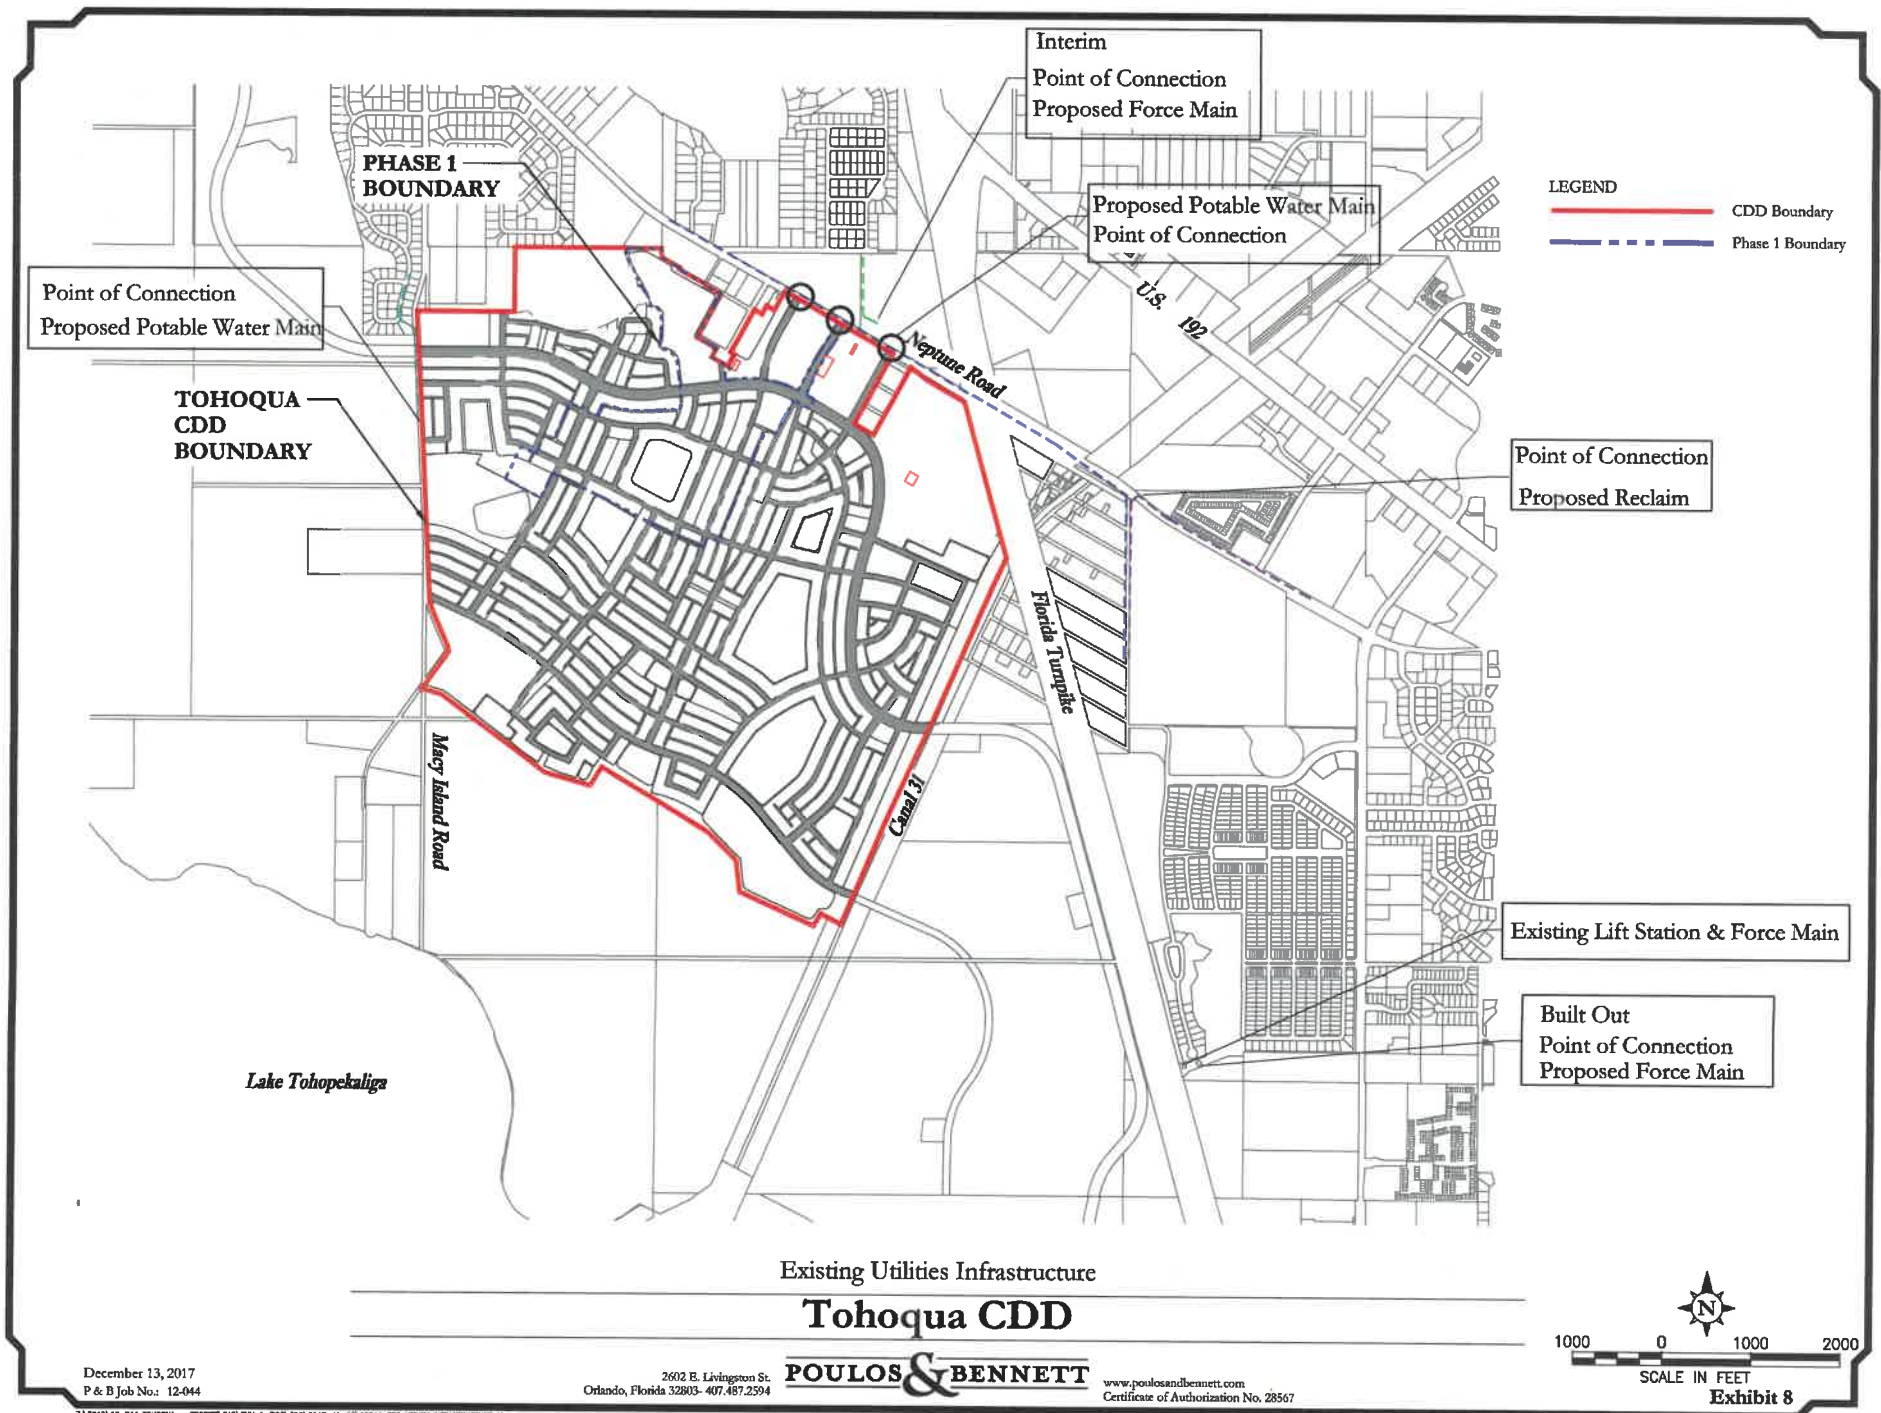 Interim
Point of Connection
Proposed Force Main
PHASE 1
BOUNDARY
Proposed Potable Water Main
Point of Connection
LEGEND
CDD Boundary
Phase 1 Boundary
Point of Connection
Proposed Potable Water Main
U.S. 192
Neptune Road
TOHOQUA
CDD
BOUNDARY
Point of Connection
Proposed Reclaim
Florida Turnpike
Macy Island Road
Canal 31
Existing Lift Station & Force Main
Built Out
Point of Connection
Proposed Force Main
Lake Tohopekaliga
Existing Utilities Infrastructure
Tohoqua CDD
N
1000 0 1000 2000
SCALE IN FEET
Exhibit 8
December 13, 2017
P & B Job No.: 12-044
2602 E. Livingston St.
Orlando, Florida 32803- 407.487.2594
POULOS & BENNETT
www.poulosandbennett.com
Certificate of Authorization No. 28567